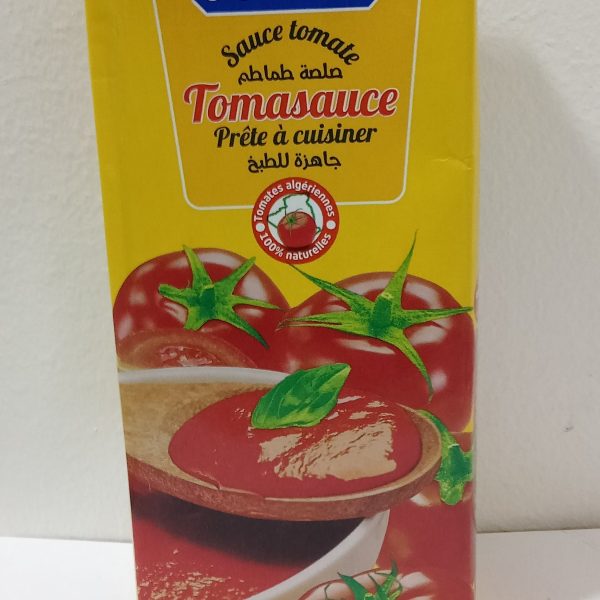 Sauce tomate
صلصة طماطم
Tomasauce
Prête à cuisiner
جاهزة للطبخ
Tomates algériennes
100% naturelles